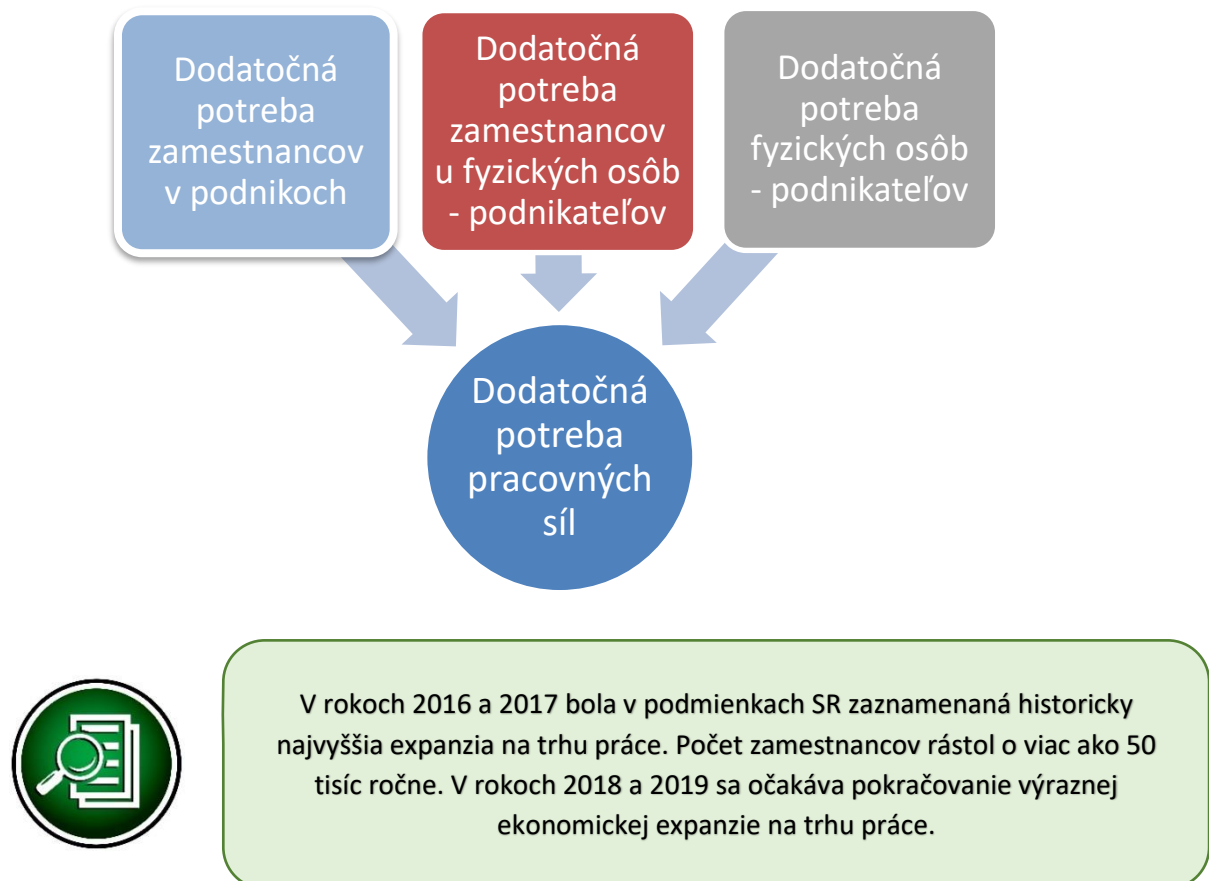 Dodatočná
potreba
zamestnancov
v podnikoch
Dodatočná
potreba
zamestnancov
u fyzických osôb
- podnikateľov
Dodatočná
potreba
fyzických osôb
- podnikateľov
Dodatočná
potreba
pracovných
síl
V rokoch 2016 a 2017 bola v podmienkach SR zaznamenaná historicky
najvyššia expanzia na trhu práce. Počet zamestnancov rástol o viac ako 50
tisíc ročne. V rokoch 2018 a 2019 sa očakáva pokračovanie výraznej
ekonomickej expanzie na trhu práce.